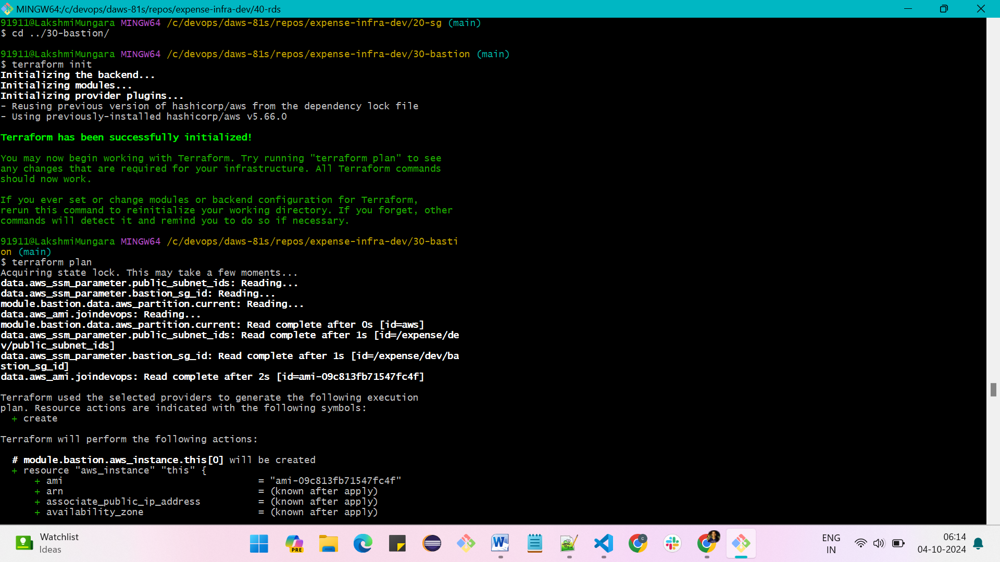 MINGW64:/c/devops/daws-81s/repos/expense-infra-dev/40-rds
91911@LakshmiMungara MINGW64 /c/devops/daws-81s/repos/expense-infra-dev/20-sg (main)
$ cd ../30-bastion/
91911@LakshmiMungara MINGW64 /c/devops/daws-81s/repos/expense-infra-dev/30-bastion (main)
$ terraform init
Initializing the backend...
Initializing modules...
Initializing provider plugins...
- Reusing previous version of hashicorp/aws from the dependency lock file
- Using previously-installed hashicorp/aws v5.66.0
Terraform has been successfully initialized!
You may now begin working with Terraform. Try running "terraform plan" to see
any changes that are required for your infrastructure. All Terraform commands
should now work.
If you ever set or change modules or backend configuration for Terraform,
rerun this command to reinitialize your working directory. If you forget, other
commands will detect it and remind you to do so if necessary.
91911@LakshmiMungara MINGW64 /c/devops/daws-81s/repos/expense-infra-dev/30-basti
on (main)
$ terraform plan
Acquiring state lock. This may take a few moments...
data.aws_ssm_parameter.public_subnet_ids: Reading...
data.aws_ssm_parameter.bastion_sg_id: Reading...
module.bastion.data.aws_partition.current: Reading...
data.aws_ami.joindevops: Reading...
module.bastion.data.aws_partition.current: Read complete after 0s [id=aws]
data.aws_ssm_parameter.public_subnet_ids: Read complete after 1s [id=/expense/de
v/public_subnet_ids]
data.aws_ssm_parameter.bastion_sg_id: Read complete after 1s [id=/expense/dev/ba
stion_sg_id]
data.aws_ami.joindevops: Read complete after 2s [id=ami-09c813fb71547fc4f]
Terraform used the selected providers to generate the following execution
plan. Resource actions are indicated with the following symbols:
+ create
Terraform will perform the following actions:
# module.bastion.aws_instance.this[0] will be created
+ resource "aws_instance" "this" {
+ ami = "ami-09c813fb71547fc4f"
+ arn = (known after apply)
+ associate_public_ip_address = (known after apply)
+ availability_zone = (known after apply)
Watchlist
Ideas
PRE
ENG
IN
06:14
04-10-2024